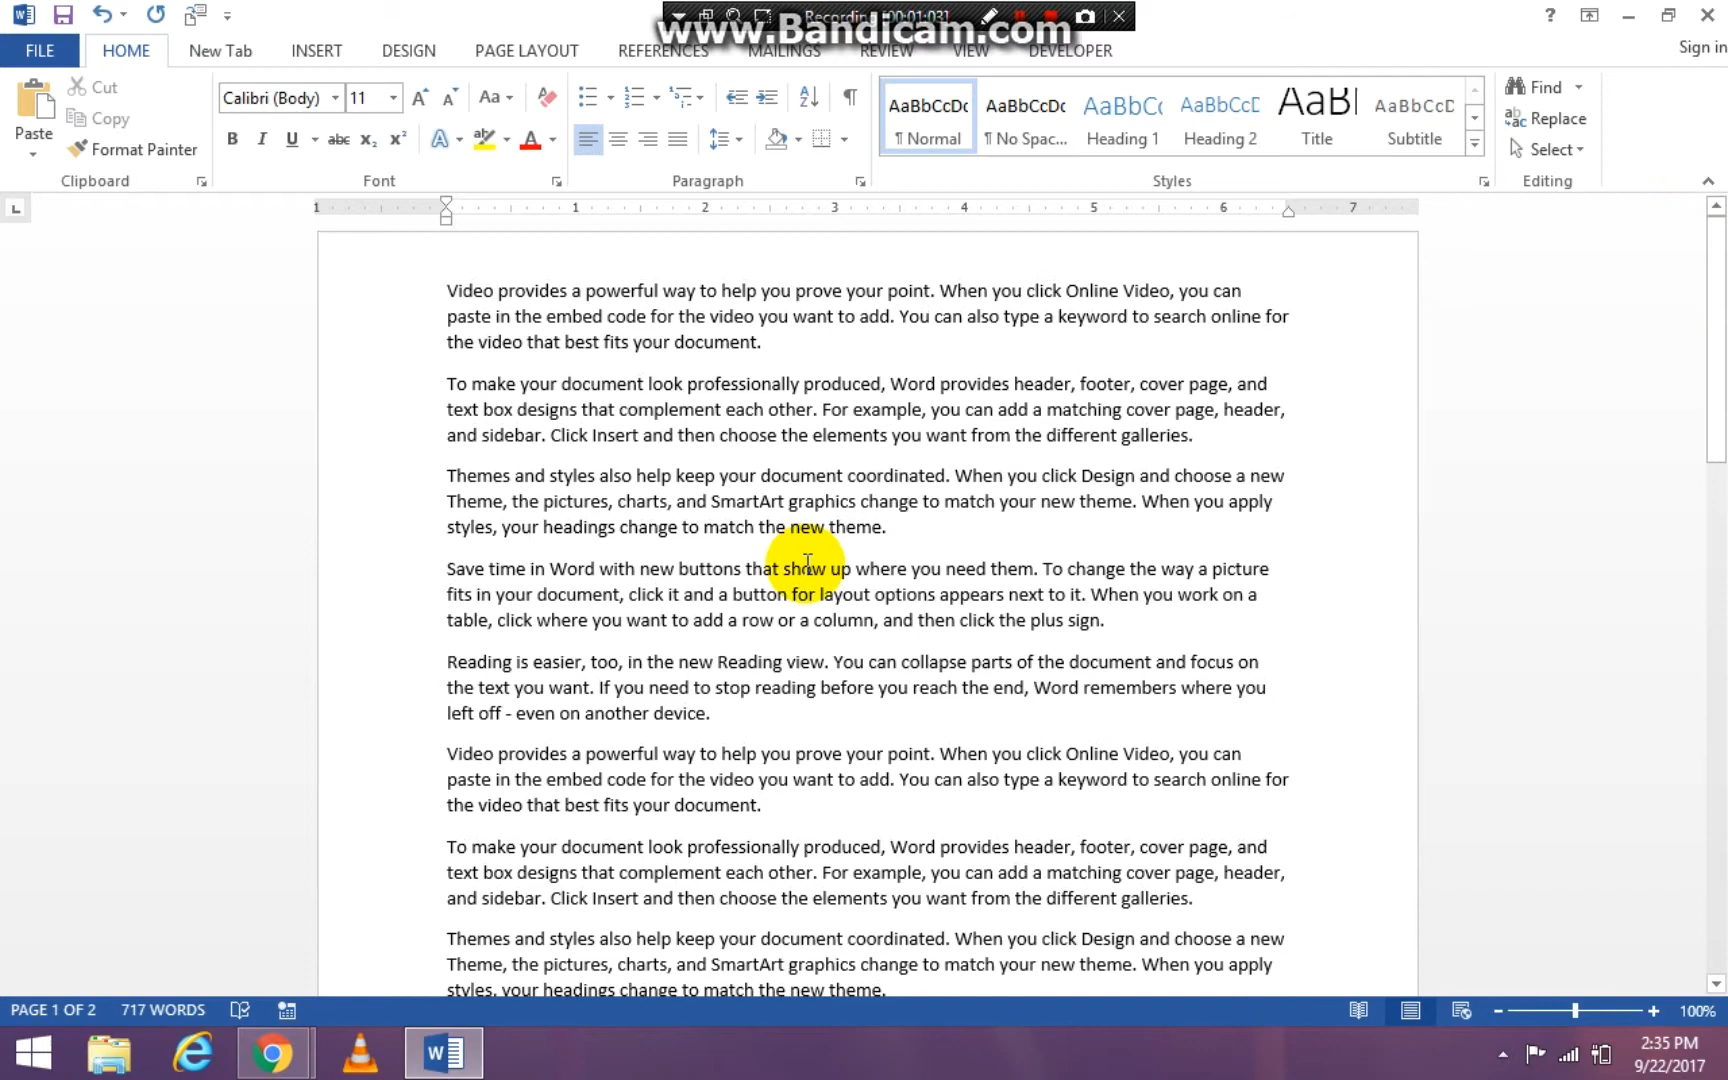 Recording [00:01:03]
www.Bandicam.com
FILE HOME New Tab INSERT DESIGN PAGE LAYOUT REFERENCES MAILINGS REVIEW VIEW DEVELOPER Sign in
Paste
Cut
Copy
Format Painter
Clipboard
Calibri (Body) 11 Aa
B I U abc x₂ x² A ab A
Font
Paragraph
AaBbCcDc AaBbCcDc AaBbCc AaBbCcD AaBl AaBbCcD
¶ Normal ¶ No Spac... Heading 1 Heading 2 Title Subtitle
Styles
Find
Replace
Select
Editing
1 1 2 3 4 5 6 7
Video provides a powerful way to help you prove your point. When you click Online Video, you can
paste in the embed code for the video you want to add. You can also type a keyword to search online for
the video that best fits your document.
To make your document look professionally produced, Word provides header, footer, cover page, and
text box designs that complement each other. For example, you can add a matching cover page, header,
and sidebar. Click Insert and then choose the elements you want from the different galleries.
Themes and styles also help keep your document coordinated. When you click Design and choose a new
Theme, the pictures, charts, and SmartArt graphics change to match your new theme. When you apply
styles, your headings change to match the new theme.
Save time in Word with new buttons that show up where you need them. To change the way a picture
fits in your document, click it and a button for layout options appears next to it. When you work on a
table, click where you want to add a row or a column, and then click the plus sign.
Reading is easier, too, in the new Reading view. You can collapse parts of the document and focus on
the text you want. If you need to stop reading before you reach the end, Word remembers where you
left off - even on another device.
Video provides a powerful way to help you prove your point. When you click Online Video, you can
paste in the embed code for the video you want to add. You can also type a keyword to search online for
the video that best fits your document.
To make your document look professionally produced, Word provides header, footer, cover page, and
text box designs that complement each other. For example, you can add a matching cover page, header,
and sidebar. Click Insert and then choose the elements you want from the different galleries.
Themes and styles also help keep your document coordinated. When you click Design and choose a new
Theme, the pictures, charts, and SmartArt graphics change to match your new theme. When you apply
styles, your headings change to match the new theme.
PAGE 1 OF 2 717 WORDS 100%
2:35 PM
9/22/2017